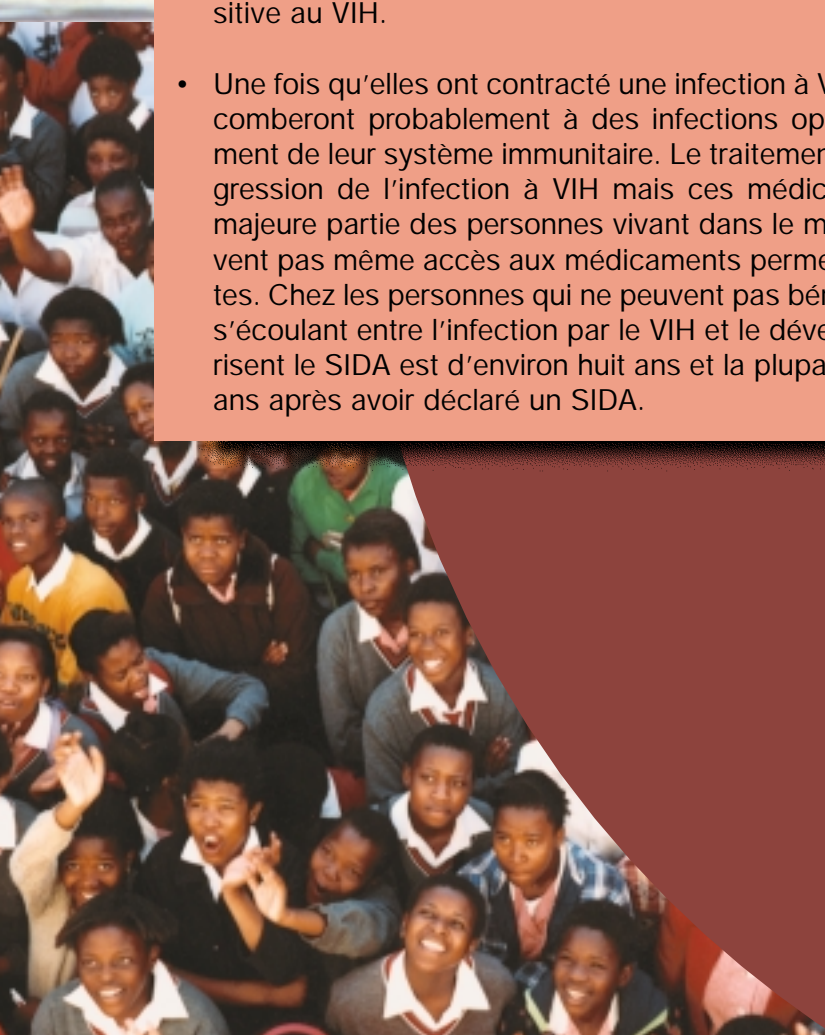 sitive au VIH.
• Une fois qu'elles ont contracté une infection à V
comberont probablement à des infections op
ment de leur système immunitaire. Le traitemen
gression de l'infection à VIH mais ces médic
majeure partie des personnes vivant dans le m
vent pas même accès aux médicaments perme
tes. Chez les personnes qui ne peuvent pas bé
s'écoulant entre l'infection par le VIH et le déve
risent le SIDA est d'environ huit ans et la plupa
ans après avoir déclaré un SIDA.